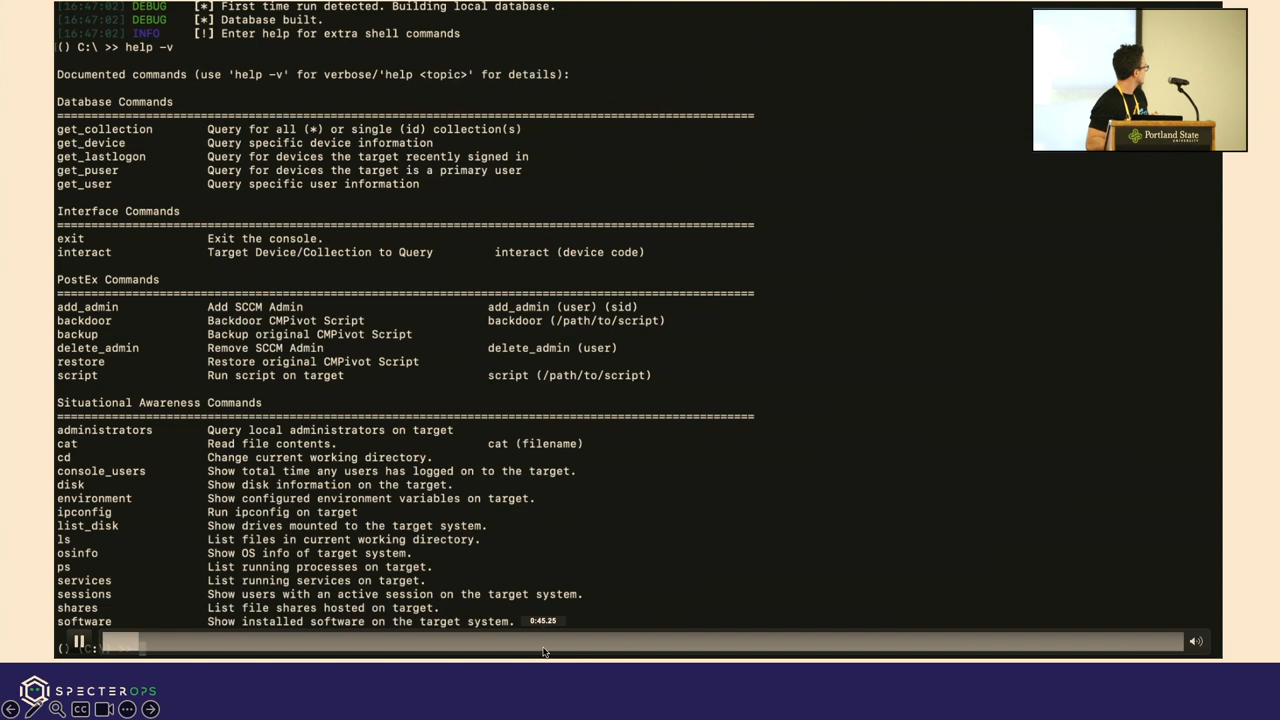 [16:47:02] DEBUG [*] First time run detected. Building local database.
[16:47:02] DEBUG [*] Database built.
[16:47:02] INFO [!] Enter help for extra shell commands
() C:\ >> help -v
Documented commands (use 'help -v' for verbose/'help <topic>' for details):
Database Commands
======================================================================================================
get_collection Query for all (*) or single (id) collection(s)
get_device Query specific device information
get_lastlogon Query for devices the target recently signed in
get_puser Query for devices the target is a primary user
get_user Query specific user information
Interface Commands
======================================================================================================
exit Exit the console.
interact Target Device/Collection to Query interact (device code)
PostEx Commands
======================================================================================================
add_admin Add SCCM Admin add_admin (user) (sid)
backdoor Backdoor CMPivot Script backdoor (/path/to/script)
backup Backup original CMPivot Script
delete_admin Remove SCCM Admin delete_admin (user)
restore Restore original CMPivot Script
script Run script on target script (/path/to/script)
Situational Awareness Commands
======================================================================================================
administrators Query local administrators on target
cat Read file contents. cat (filename)
cd Change current working directory.
console_users Show total time any users has logged on to the target.
disk Show disk information on the target.
environment Show configured environment variables on target.
ipconfig Run ipconfig on target
list_disk Show drives mounted to the target system.
ls List files in current working directory.
osinfo Show OS info of target system.
ps List running processes on target.
services List running services on target.
sessions Show users with an active session on the target system.
shares List file shares hosted on target.
software Show installed software on the target system.
0:45.25
() (C:\) >>
Portland State
UNIVERSITY
SPECTEROPS
CC